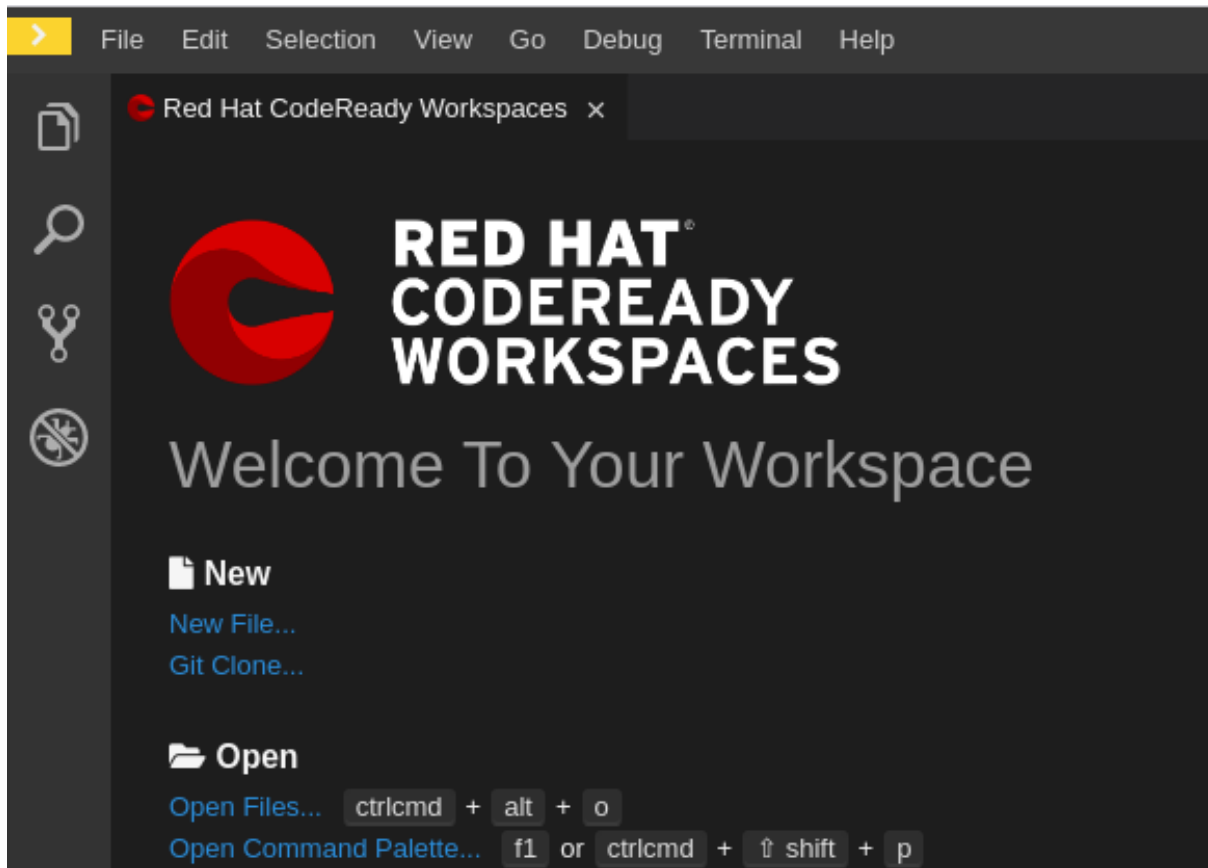 File Edit Selection View Go Debug Terminal Help
Red Hat CodeReady Workspaces ×
RED HAT
CODEREADY
WORKSPACES
Welcome To Your Workspace
New
New File...
Git Clone...
Open
Open Files... ctrlcmd + alt + o
Open Command Palette... f1 or ctrlcmd + ⇧ shift + p